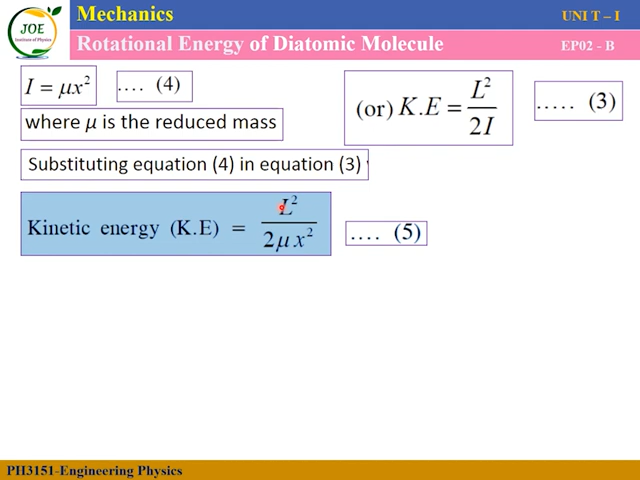 JOE
Institute of Physics
Mechanics
UNIT – I
Rotational Energy of Diatomic Molecule
EP02 - B
I = μx² .... (4)
(or) K.E = L²/2I ..... (3)
where μ is the reduced mass
Substituting equation (4) in equation (3)
Kinetic energy (K.E) = L²/2μx² .... (5)
PH3151-Engineering Physics